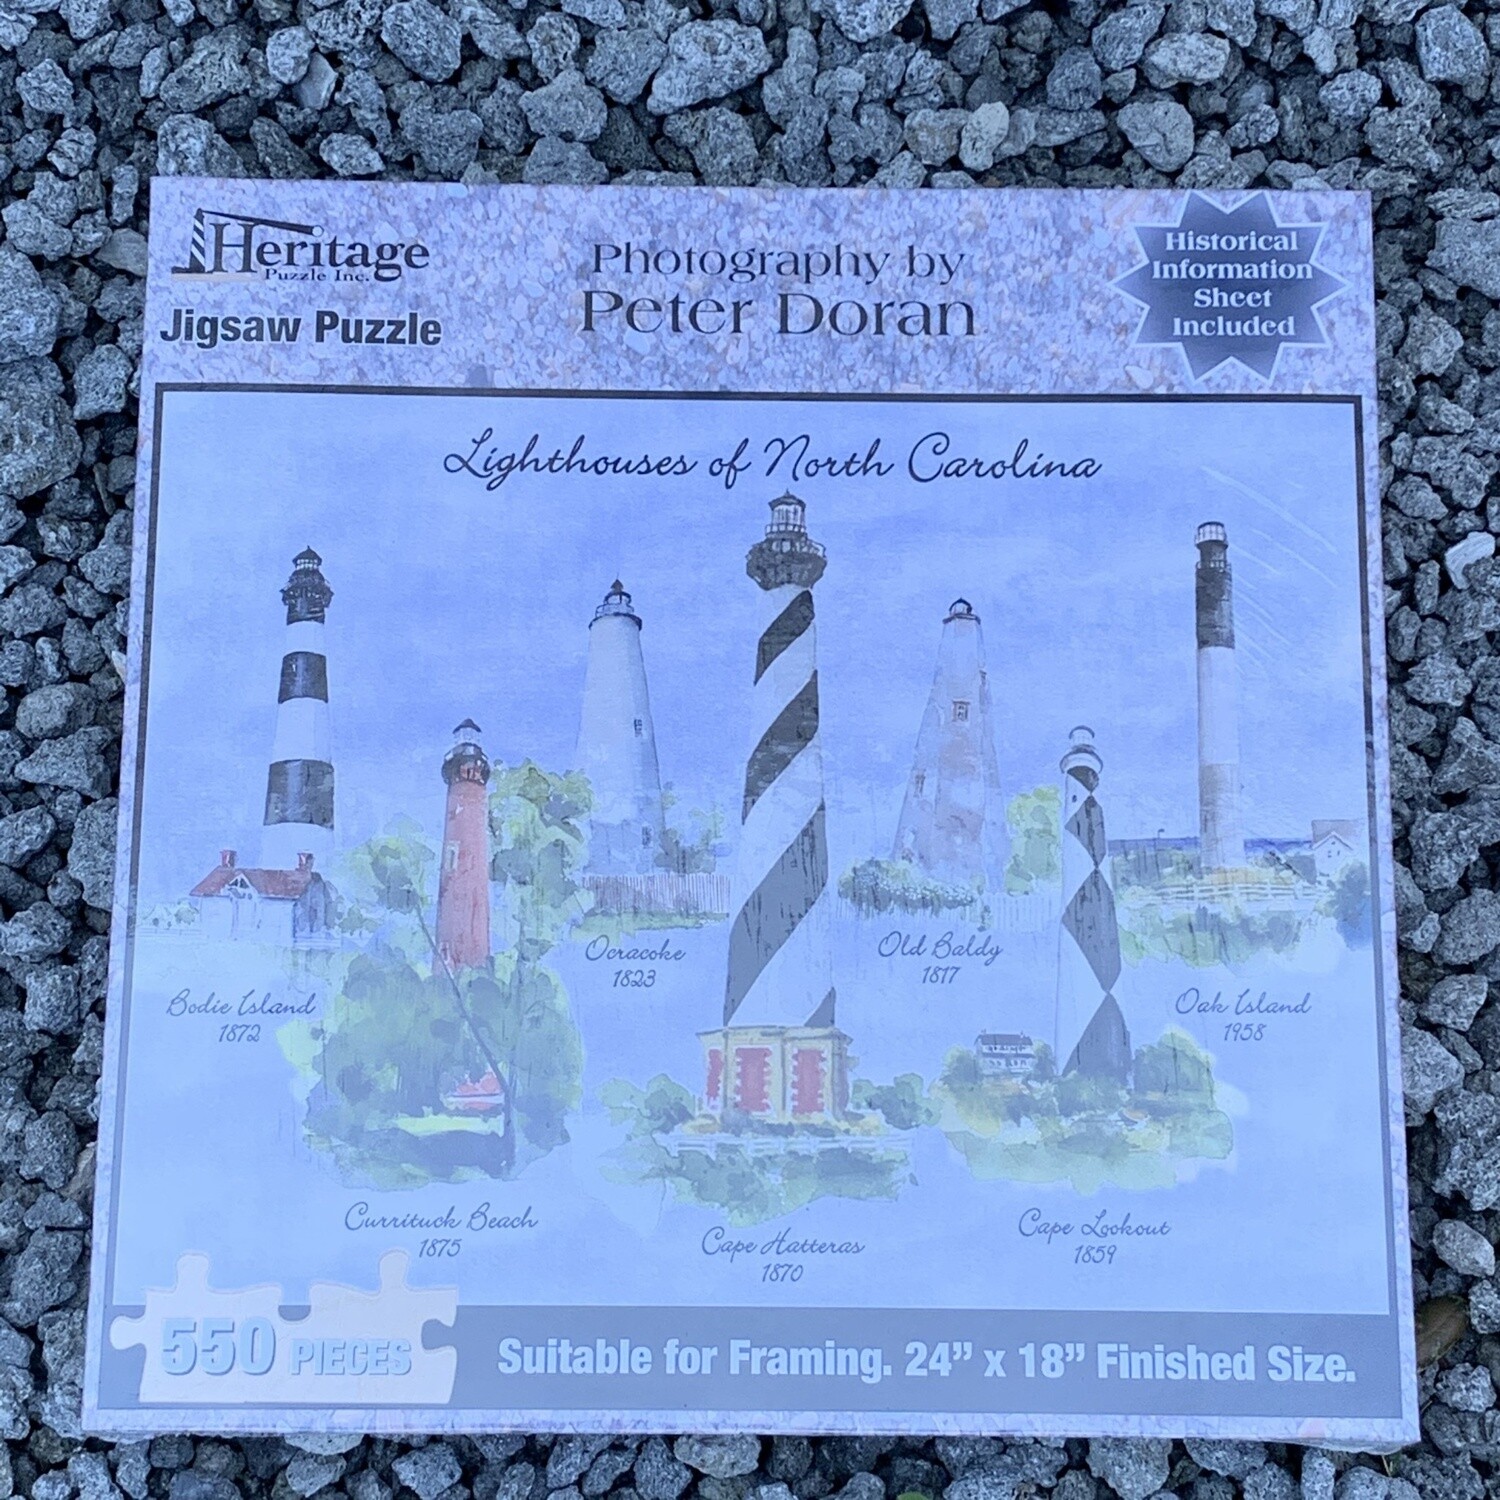 Heritage
Puzzle Inc.
Jigsaw Puzzle
Photography by
Peter Doran
Historical
Information
Sheet
Included
Lighthouses of North Carolina
Ocracoke
1823
Old Baldy
1817
Bodie Island
1872
Oak Island
1958
Currituck Beach
1875
Cape Hatteras
1870
Cape Lookout
1859
550 PIECES
Suitable for Framing. 24” x 18” Finished Size.